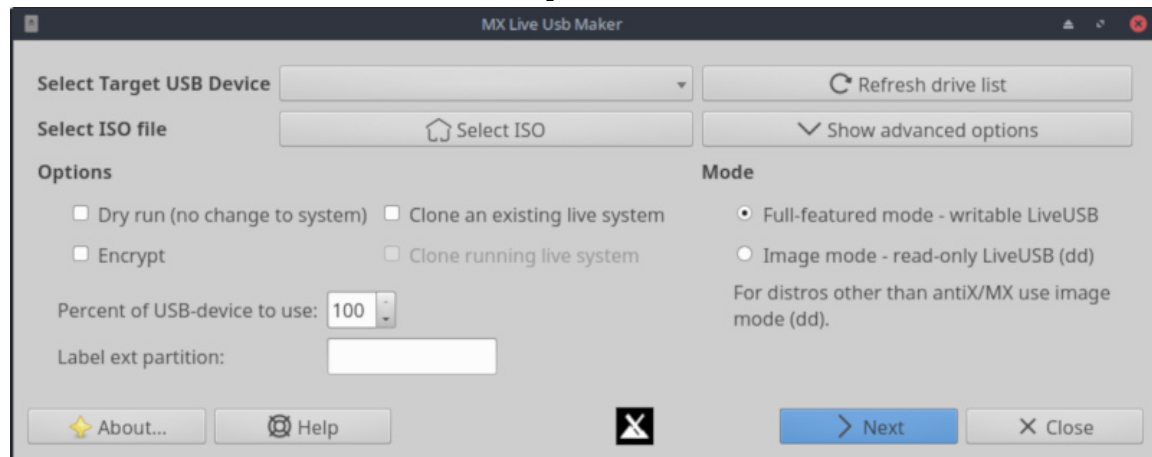 MX Live Usb Maker
Select Target USB Device
Refresh drive list
Select ISO file
Select ISO
Show advanced options
Options
Mode
Dry run (no change to system)
Clone an existing live system
Full-featured mode - writable LiveUSB
Encrypt
Clone running live system
Image mode - read-only LiveUSB (dd)
For distros other than antiX/MX use image
mode (dd).
Percent of USB-device to use: 100
Label ext partition:
About...
Help
Next
Close